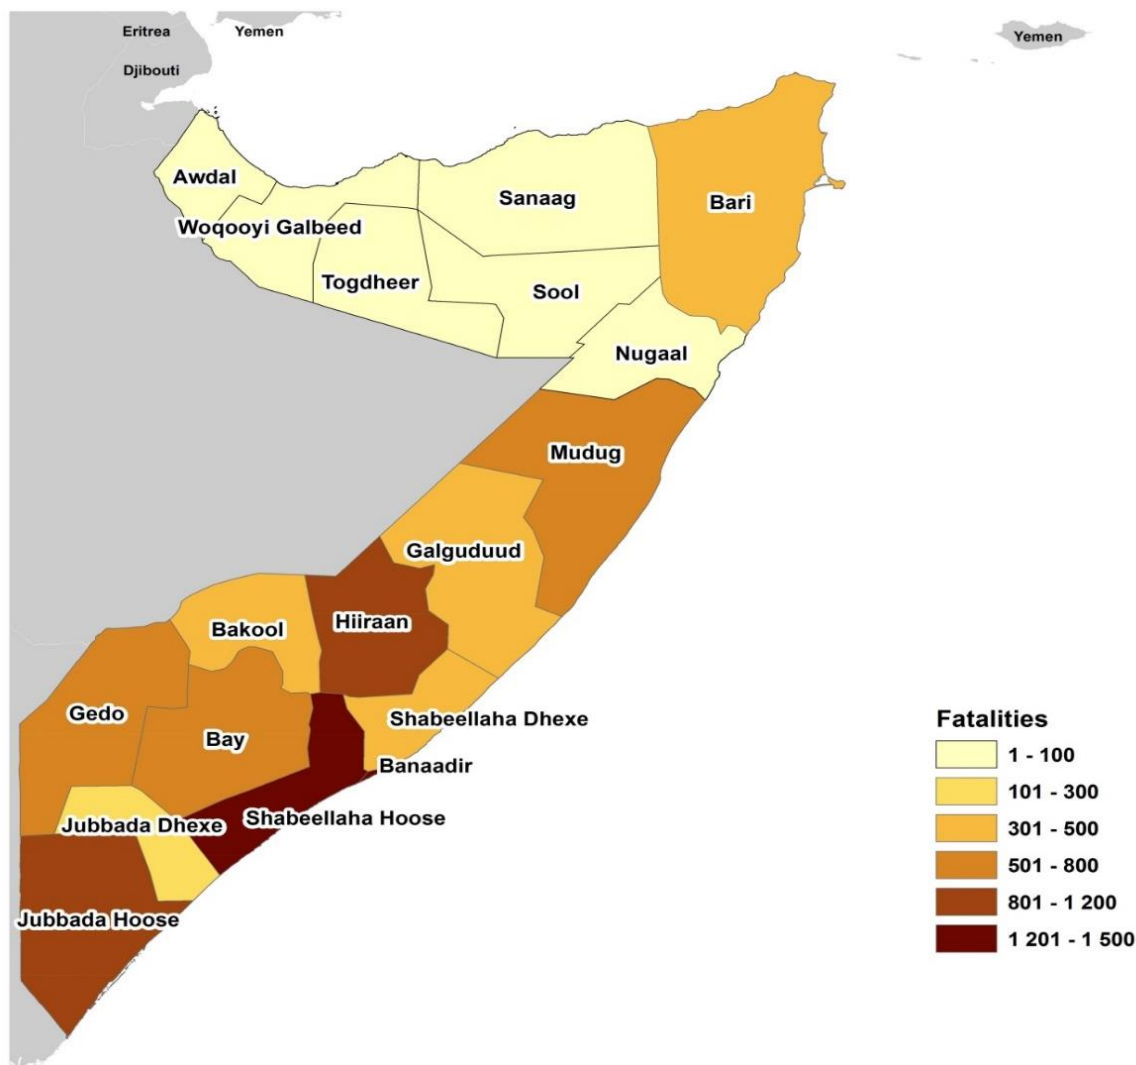 Eritrea
Yemen
Yemen
Djibouti
Awdal
Sanaag
Bari
Woqooyi Galbeed
Togdheer
Sool
Nugaal
Mudug
Galguduud
Hiiraan
Bakool
Gedo
Bay
Shabeellaha Dhexe
Banaadir
Jubbada Dhexe
Shabeellaha Hoose
Jubbada Hoose
Fatalities
1 - 100
101 - 300
301 - 500
501 - 800
801 - 1 200
1 201 - 1 500